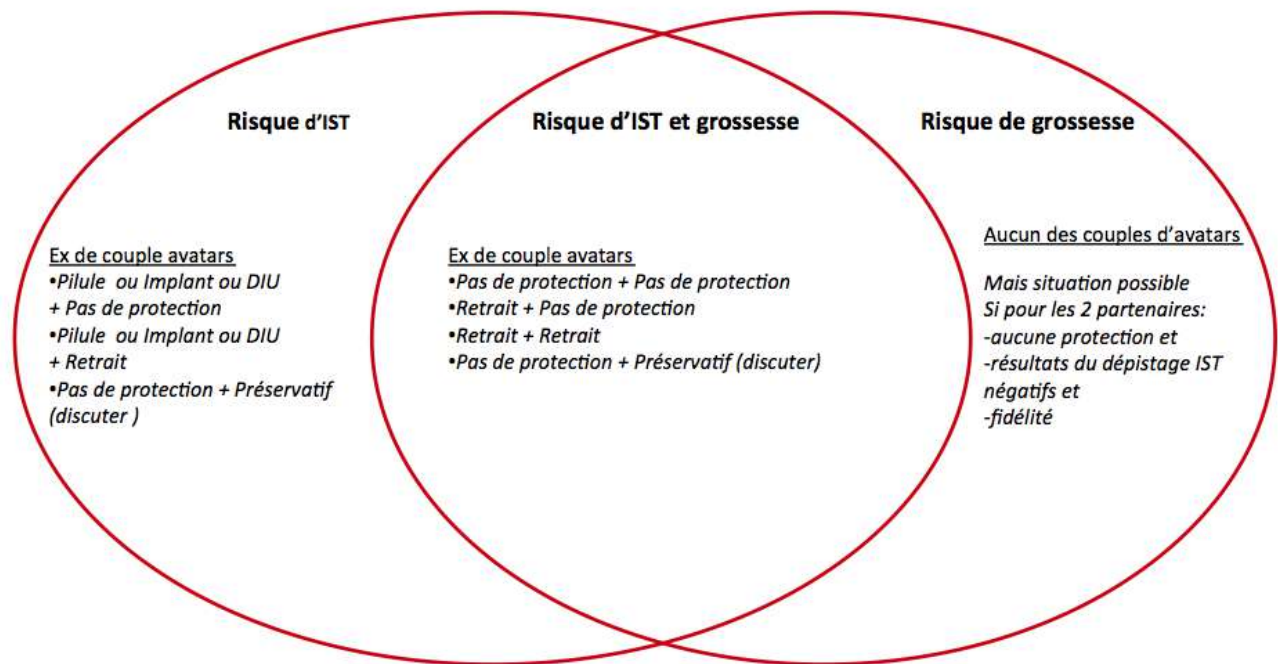 Risque d'IST
Risque d'IST et grossesse
Risque de grossesse
Ex de couple avatars
•Pilule ou Implant ou DIU
+ Pas de protection
•Pilule ou Implant ou DIU
+ Retrait
•Pas de protection + Préservatif
(discuter )
Ex de couple avatars
•Pas de protection + Pas de protection
•Retrait + Pas de protection
•Retrait + Retrait
•Pas de protection + Préservatif (discuter)
Aucun des couples d'avatars
Mais situation possible
Si pour les 2 partenaires:
-aucune protection et
-résultats du dépistage IST
négatifs et
-fidélité